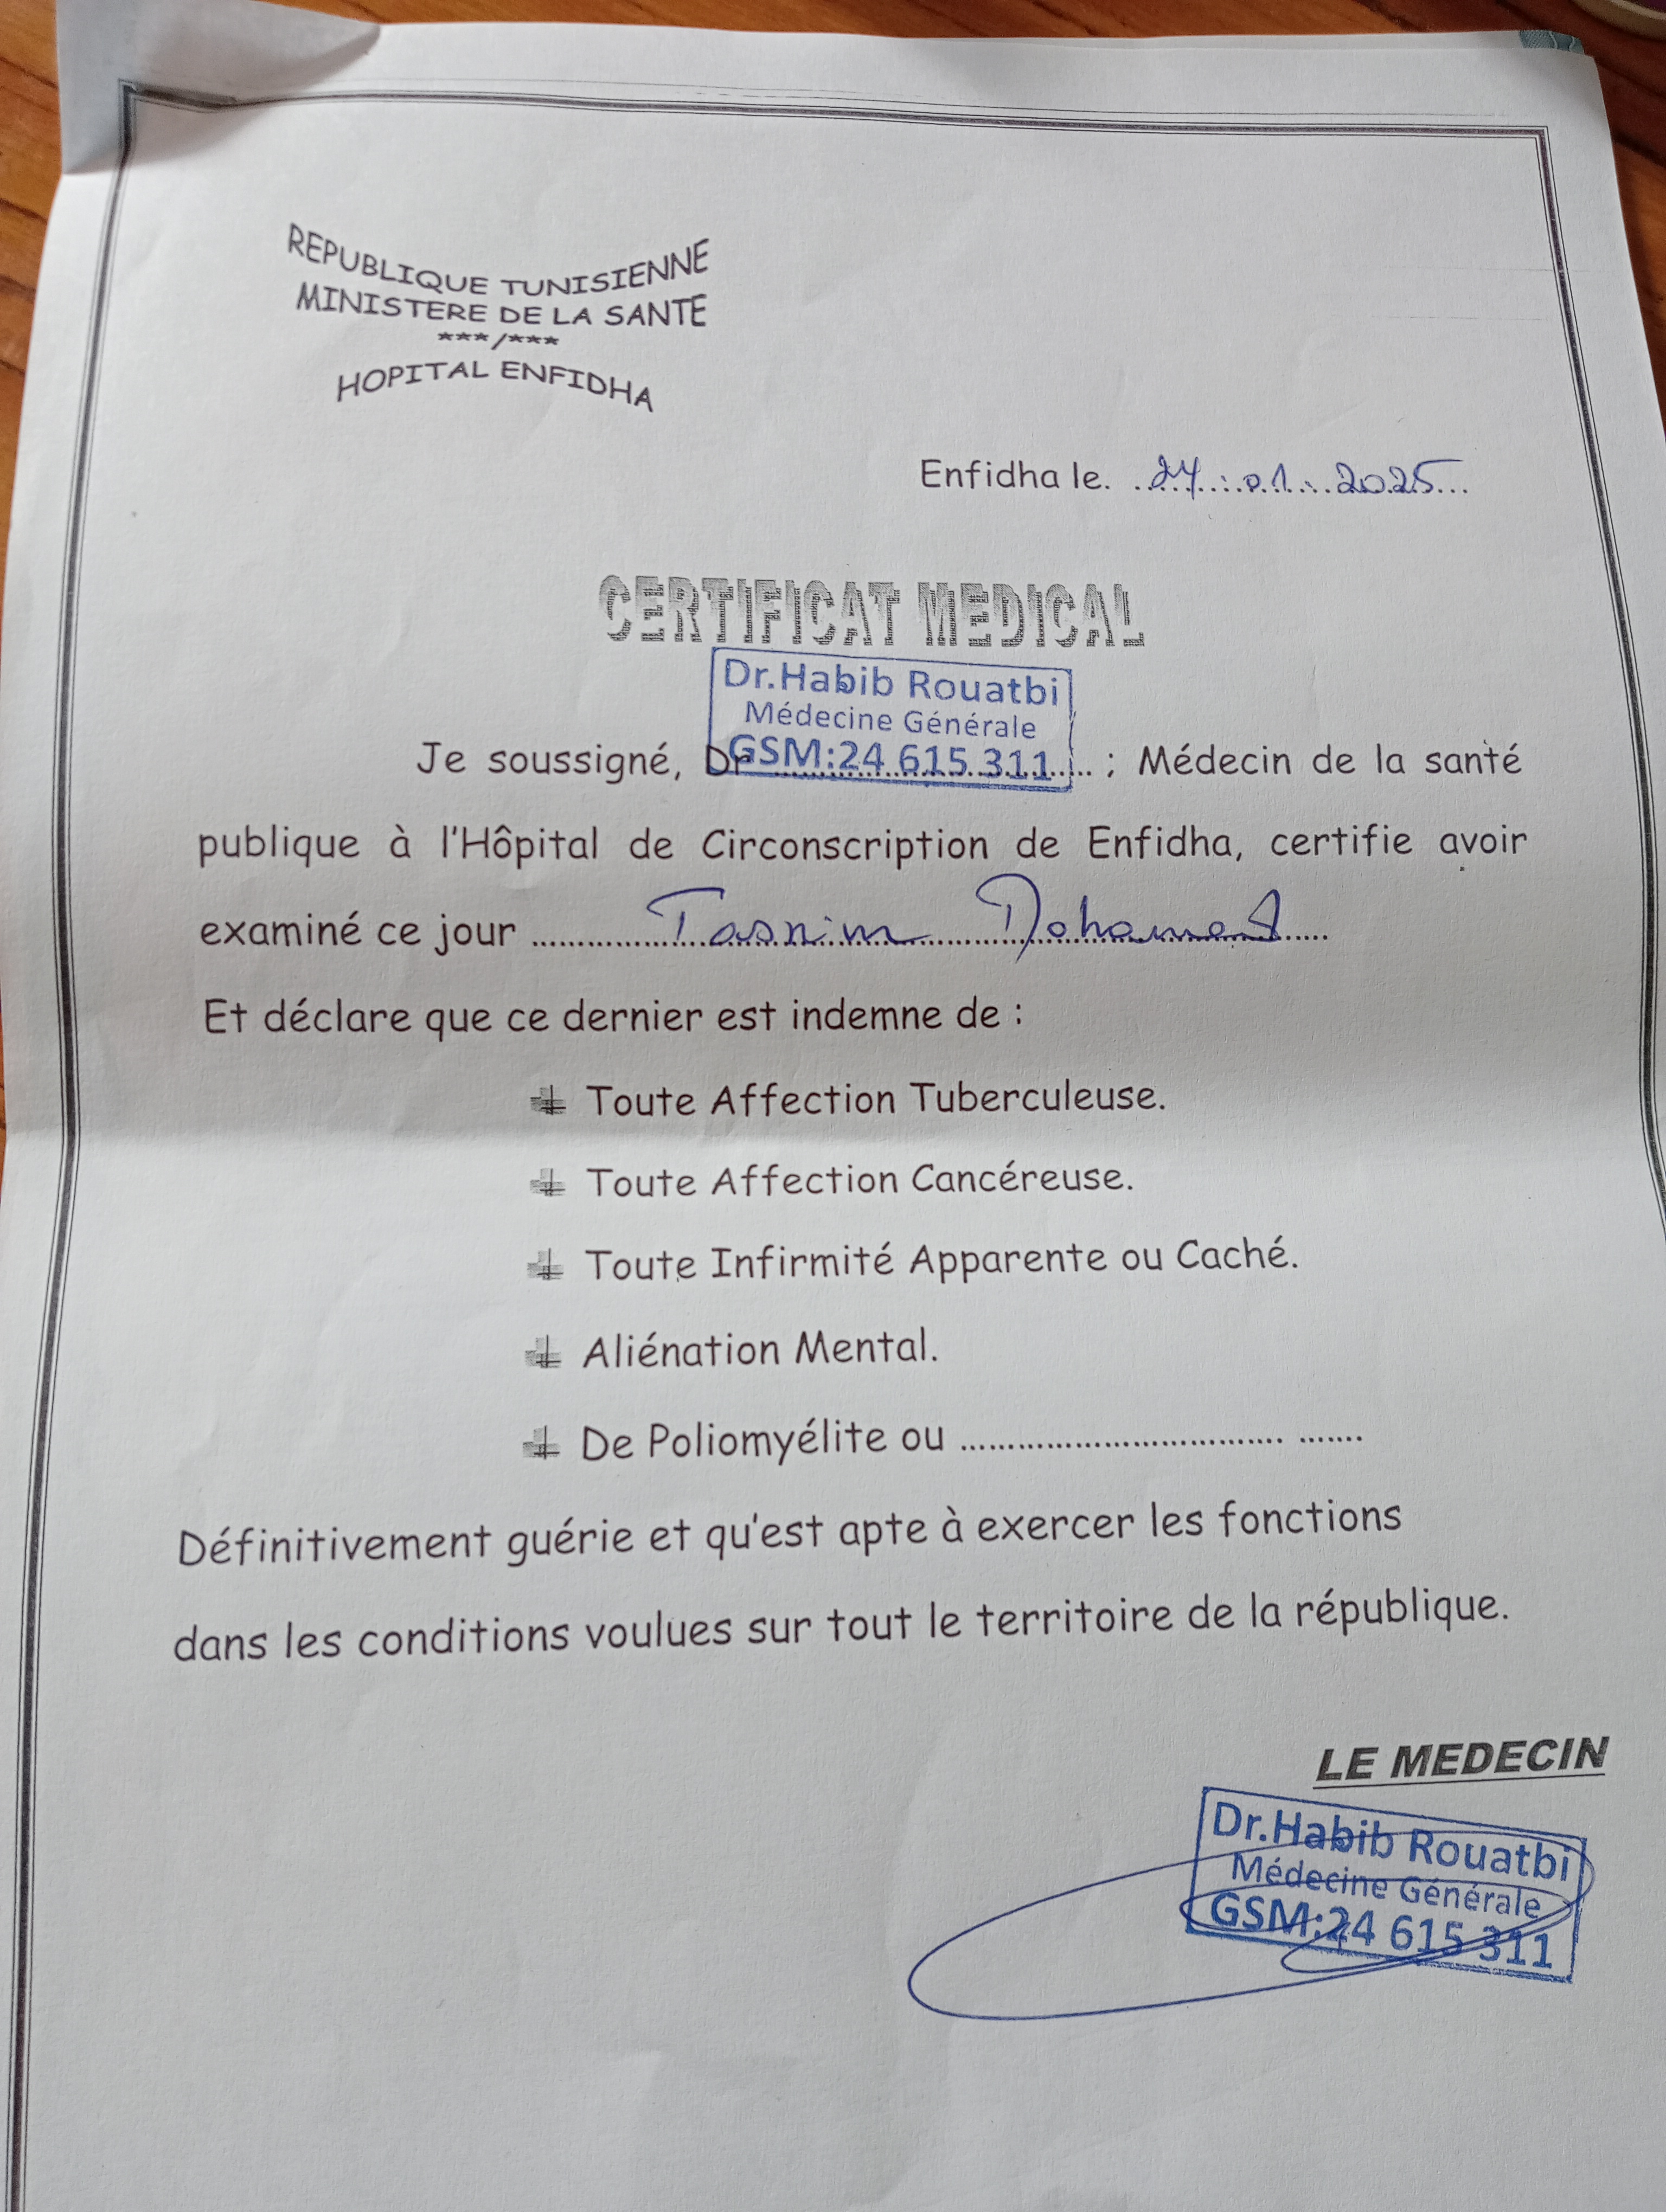 REPUBLIQUE TUNISIENNE
MINISTERE DE LA SANTE
***/***
HOPITAL ENFIDHA
Enfidha le. 27.01.2025
CERTIFICAT MEDICAL
Dr.Habib Rouatbi
Médecine Générale
GSM:24 615 311
Je soussigné, Dr ; Médecin de la santé
publique à l'Hôpital de Circonscription de Enfidha, certifie avoir
examiné ce jour Tasnim Mohamed
Et déclare que ce dernier est indemne de :
Toute Affection Tuberculeuse.
Toute Affection Cancéreuse.
Toute Infirmité Apparente ou Caché.
Aliénation Mental.
De Poliomyélite ou ...............................
Définitivement guérie et qu'est apte à exercer les fonctions
dans les conditions voulues sur tout le territoire de la république.
LE MEDECIN
Dr.Habib Rouatbi
Médecine Générale
GSM:24 615 311